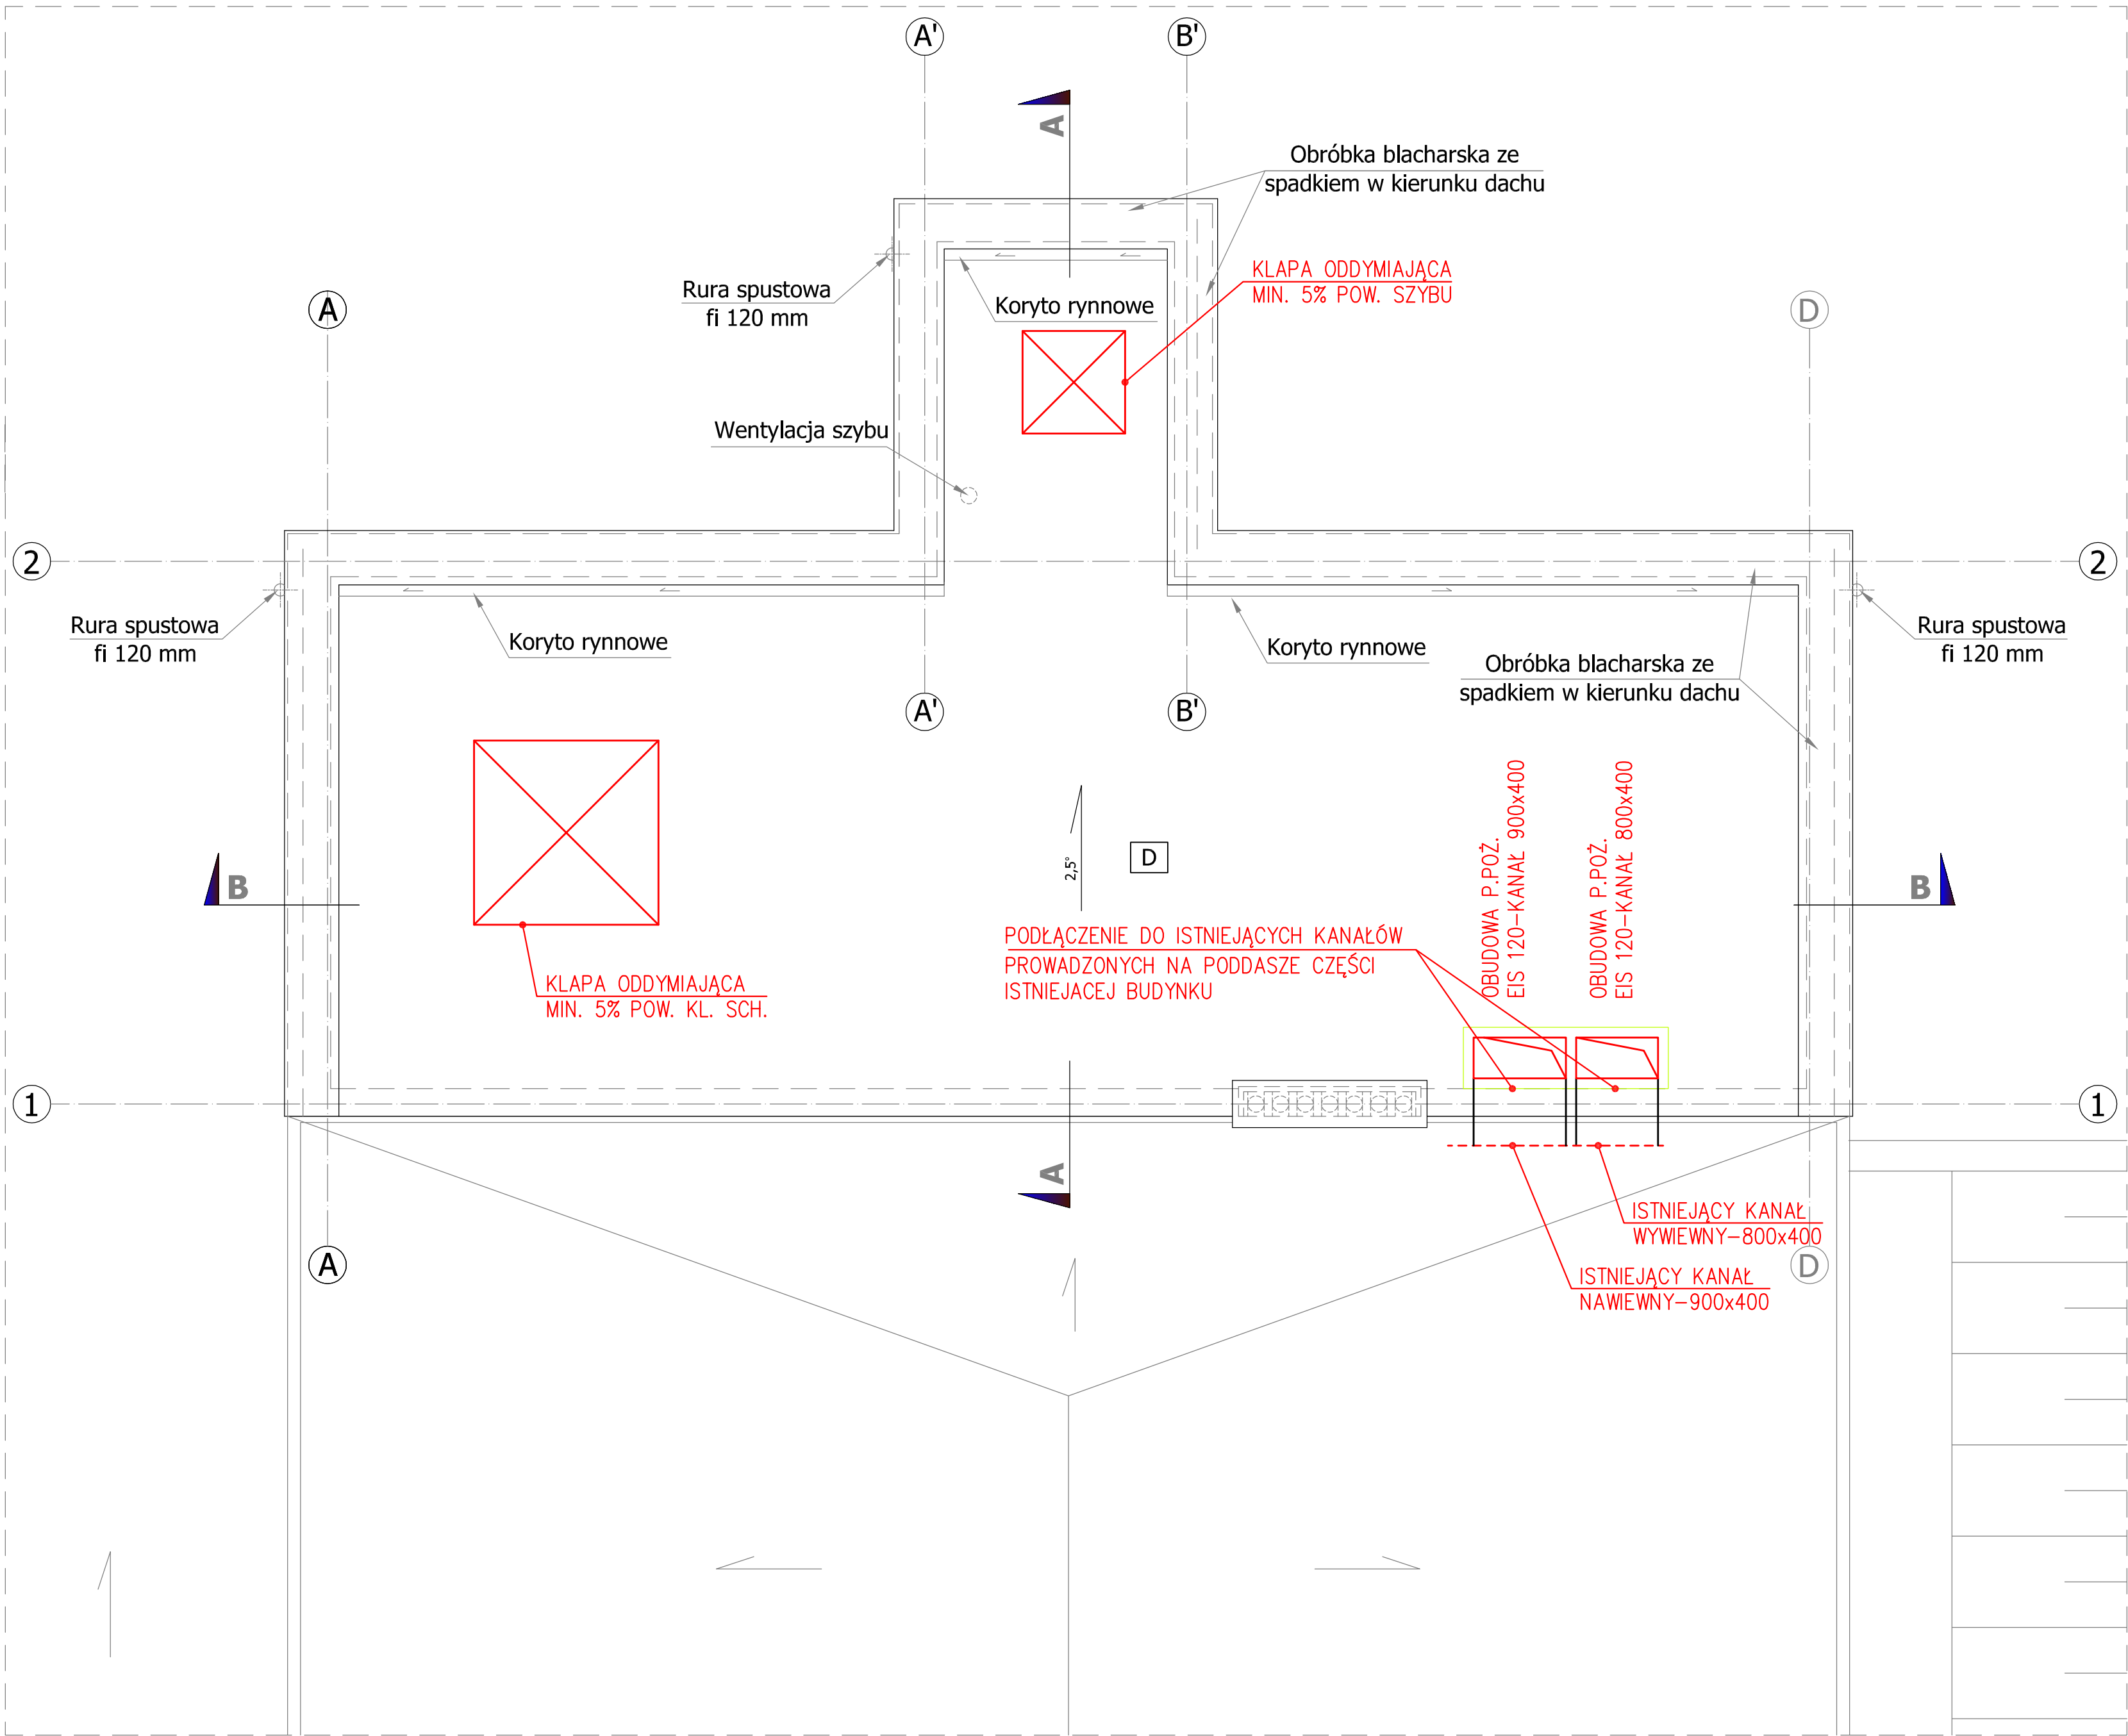 A'
B'
A
Obróbka blacharska ze
spadkiem w kierunku dachu
KLAPA ODDYMIAJĄCA
MIN. 5% POW. SZYBU
Rura spustowa
fi 120 mm
Koryto rynnowe
A
D
Wentylacja szybu
2
2
Rura spustowa
fi 120 mm
Koryto rynnowe
Koryto rynnowe
Obróbka blacharska ze
spadkiem w kierunku dachu
Rura spustowa
fi 120 mm
A'
B'
OBUDOWA P.POŻ.
EIS 120-KANAŁ 900x400
OBUDOWA P.POŻ.
EIS 120-KANAŁ 800x400
2,5°
D
B
B
PODŁĄCZENIE DO ISTNIEJĄCYCH KANAŁÓW
PROWADZONYCH NA PODDASZE CZĘŚCI
ISTNIEJACEJ BUDYNKU
KLAPA ODDYMIAJĄCA
MIN. 5% POW. KL. SCH.
1
1
A
ISTNIEJĄCY KANAŁ
WYWIEWNY-800x400
A
D
ISTNIEJĄCY KANAŁ
NAWIEWNY-900x400